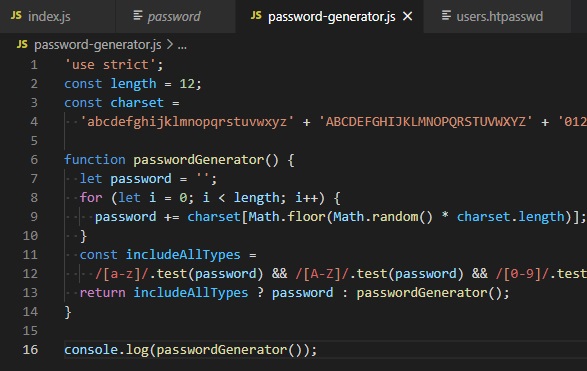 JS index.js password JS password-generator.js × users.htpasswd
JS password-generator.js > ...
1 'use strict';
2 const length = 12;
3 const charset =
4 'abcdefghijklmnopqrstuvwxyz' + 'ABCDEFGHIJKLMNOPQRSTUVWXYZ' + '012
5
6 function passwordGenerator() {
7 let password = '';
8 for (let i = 0; i < length; i++) {
9 password += charset[Math.floor(Math.random() * charset.length)];
10 }
11 const includeAllTypes =
12 /[a-z]/.test(password) && /[A-Z]/.test(password) && /[0-9]/.test
13 return includeAllTypes ? password : passwordGenerator();
14 }
15
16 console.log(passwordGenerator());